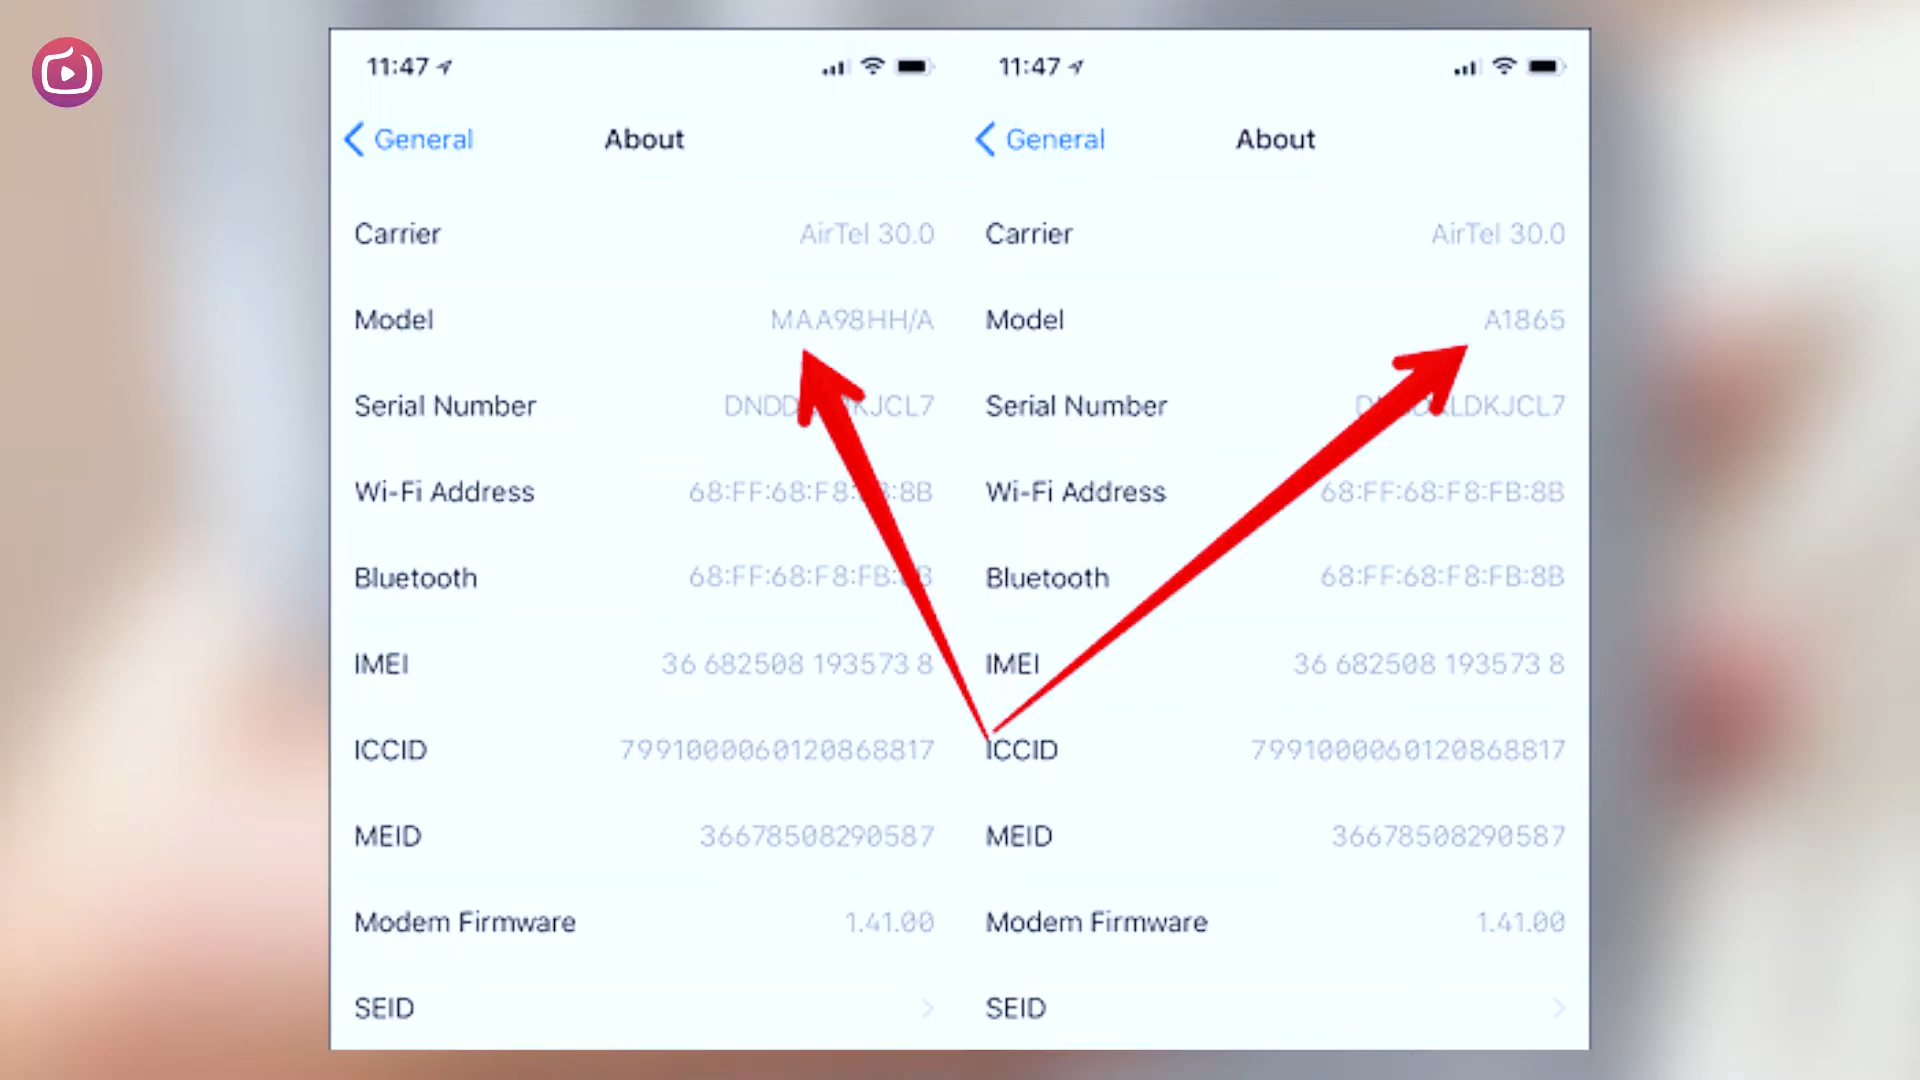 11:47
General
About
Carrier
AirTel 30.0
Model
MAA98HH/A
Serial Number
Wi-Fi Address
Bluetooth
IMEI
36 682508 193573 8
ICCID
79910000060120868817
MEID
36678508290587
Modem Firmware
1.41.00
SEID
11:47
General
About
Carrier
AirTel 30.0
Model
A1865
Serial Number
Wi-Fi Address
68:FF:68:F8:FB:8B
Bluetooth
68:FF:68:F8:FB:8B
IMEI
36 682508 193573 8
ICCID
79910000060120868817
MEID
36678508290587
Modem Firmware
1.41.00
SEID